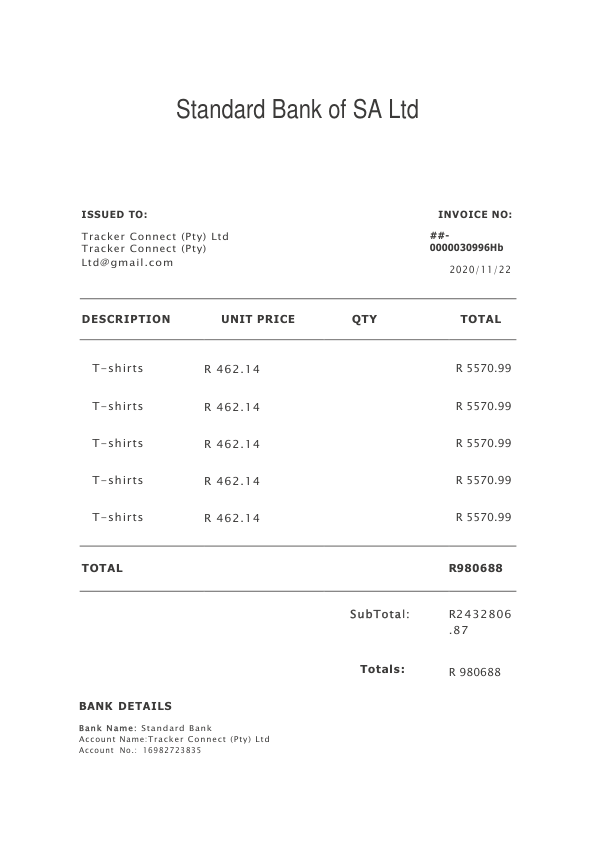 Standard Bank of SA Ltd
ISSUED TO:
INVOICE NO:
Tracker Connect (Pty) Ltd
Tracker Connect (Pty)
Ltd@gmail.com
##-
0000030996Hb
2020/11/22
DESCRIPTION UNIT PRICE QTY TOTAL
T-shirts R 462.14 R 5570.99
T-shirts R 462.14 R 5570.99
T-shirts R 462.14 R 5570.99
T-shirts R 462.14 R 5570.99
T-shirts R 462.14 R 5570.99
TOTAL R980688
SubTotal: R2432806
.87
Totals: R 980688
BANK DETAILS
Bank Name: Standard Bank
Account Name:Tracker Connect (Pty) Ltd
Account No.: 16982723835